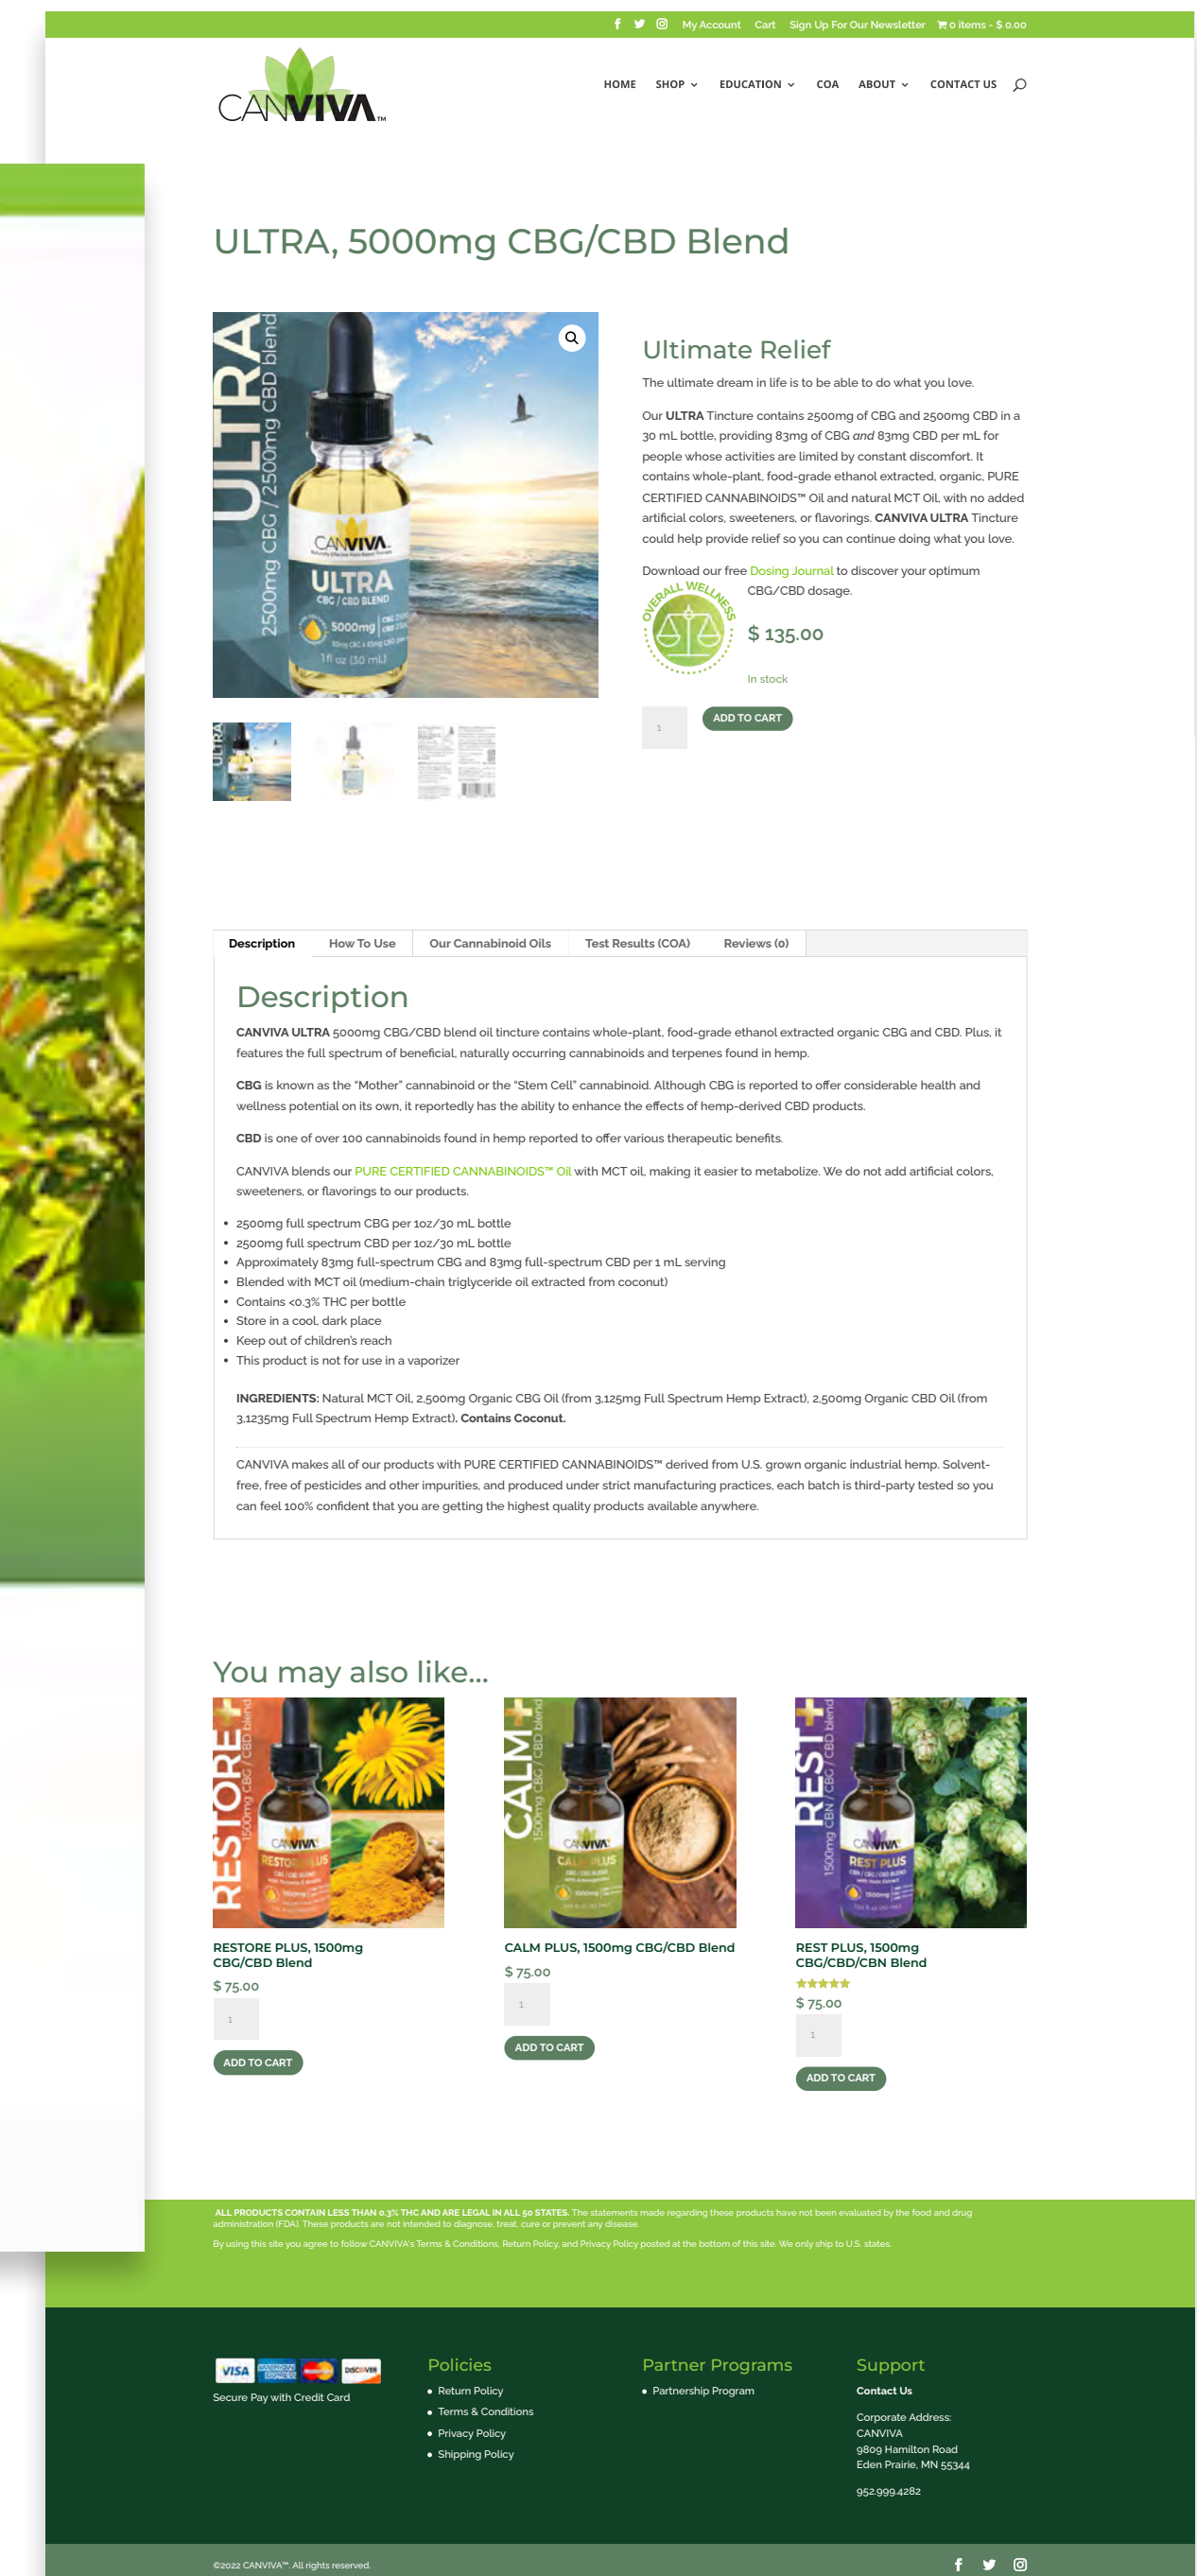 My Account Cart Sign Up For Our Newsletter 0 items - $ 0.00
CANVIVA™
HOME SHOP EDUCATION COA ABOUT CONTACT US
ULTRA, 5000mg CBG/CBD Blend
ULTRA
2500mg CBG / 2500mg CBD blend
CANVIVA
ULTRA
CBG / CBD BLEND
5000mg
1 fl oz (30 mL)
Ultimate Relief
The ultimate dream in life is to be able to do what you love.
Our ULTRA Tincture contains 2500mg of CBG and 2500mg CBD in a
30 mL bottle, providing 83mg of CBG and 83mg CBD per mL for
people whose activities are limited by constant discomfort. It
contains whole-plant, food-grade ethanol extracted, organic, PURE
CERTIFIED CANNABINOIDS™ Oil and natural MCT Oil, with no added
artificial colors, sweeteners, or flavorings. CANVIVA ULTRA Tincture
could help provide relief so you can continue doing what you love.
Download our free Dosing Journal to discover your optimum
CBG/CBD dosage.
OVERALL WELLNESS
$ 135.00
In stock
1
ADD TO CART
Description How To Use Our Cannabinoid Oils Test Results (COA) Reviews (0)
Description
CANVIVA ULTRA 5000mg CBG/CBD blend oil tincture contains whole-plant, food-grade ethanol extracted organic CBG and CBD. Plus, it
features the full spectrum of beneficial, naturally occurring cannabinoids and terpenes found in hemp.
CBG is known as the “Mother” cannabinoid or the “Stem Cell” cannabinoid. Although CBG is reported to offer considerable health and
wellness potential on its own, it reportedly has the ability to enhance the effects of hemp-derived CBD products.
CBD is one of over 100 cannabinoids found in hemp reported to offer various therapeutic benefits.
CANVIVA blends our PURE CERTIFIED CANNABINOIDS™ Oil with MCT oil, making it easier to metabolize. We do not add artificial colors,
sweeteners, or flavorings to our products.
• 2500mg full spectrum CBG per 1oz/30 mL bottle
• 2500mg full spectrum CBD per 1oz/30 mL bottle
• Approximately 83mg full-spectrum CBG and 83mg full-spectrum CBD per 1 mL serving
• Blended with MCT oil (medium-chain triglyceride oil extracted from coconut)
• Contains <0.3% THC per bottle
• Store in a cool, dark place
• Keep out of children’s reach
• This product is not for use in a vaporizer
INGREDIENTS: Natural MCT Oil, 2,500mg Organic CBG Oil (from 3,125mg Full Spectrum Hemp Extract), 2,500mg Organic CBD Oil (from
3,1235mg Full Spectrum Hemp Extract). Contains Coconut.
CANVIVA makes all of our products with PURE CERTIFIED CANNABINOIDS™ derived from U.S. grown organic industrial hemp. Solvent-
free, free of pesticides and other impurities, and produced under strict manufacturing practices, each batch is third-party tested so you
can feel 100% confident that you are getting the highest quality products available anywhere.
You may also like…
RESTORE+
1500mg CBG / CBD blend
CANVIVA
RESTORE PLUS
CALM+
1500mg CBG / CBD blend
CANVIVA
CALM PLUS
REST+
1500mg CBN / CBG / CBD blend
CANVIVA
REST PLUS
RESTORE PLUS, 1500mg
CBG/CBD Blend
$ 75.00
1
ADD TO CART
CALM PLUS, 1500mg CBG/CBD Blend
$ 75.00
1
ADD TO CART
REST PLUS, 1500mg
CBG/CBD/CBN Blend
$ 75.00
1
ADD TO CART
ALL PRODUCTS CONTAIN LESS THAN 0.3% THC AND ARE LEGAL IN ALL 50 STATES. The statements made regarding these products have not been evaluated by the food and drug
administration (FDA). These products are not intended to diagnose, treat, cure or prevent any disease.
By using this site you agree to follow CANVIVA's Terms & Conditions, Return Policy, and Privacy Policy posted at the bottom of this site. We only ship to U.S. states.
VISA AMERICAN EXPRESS MasterCard DISCOVER
Secure Pay with Credit Card
Policies
• Return Policy
• Terms & Conditions
• Privacy Policy
• Shipping Policy
Partner Programs
• Partnership Program
Support
Contact Us
Corporate Address:
CANVIVA
9809 Hamilton Road
Eden Prairie, MN 55344
952.999.4282
©2022 CANVIVA™. All rights reserved.